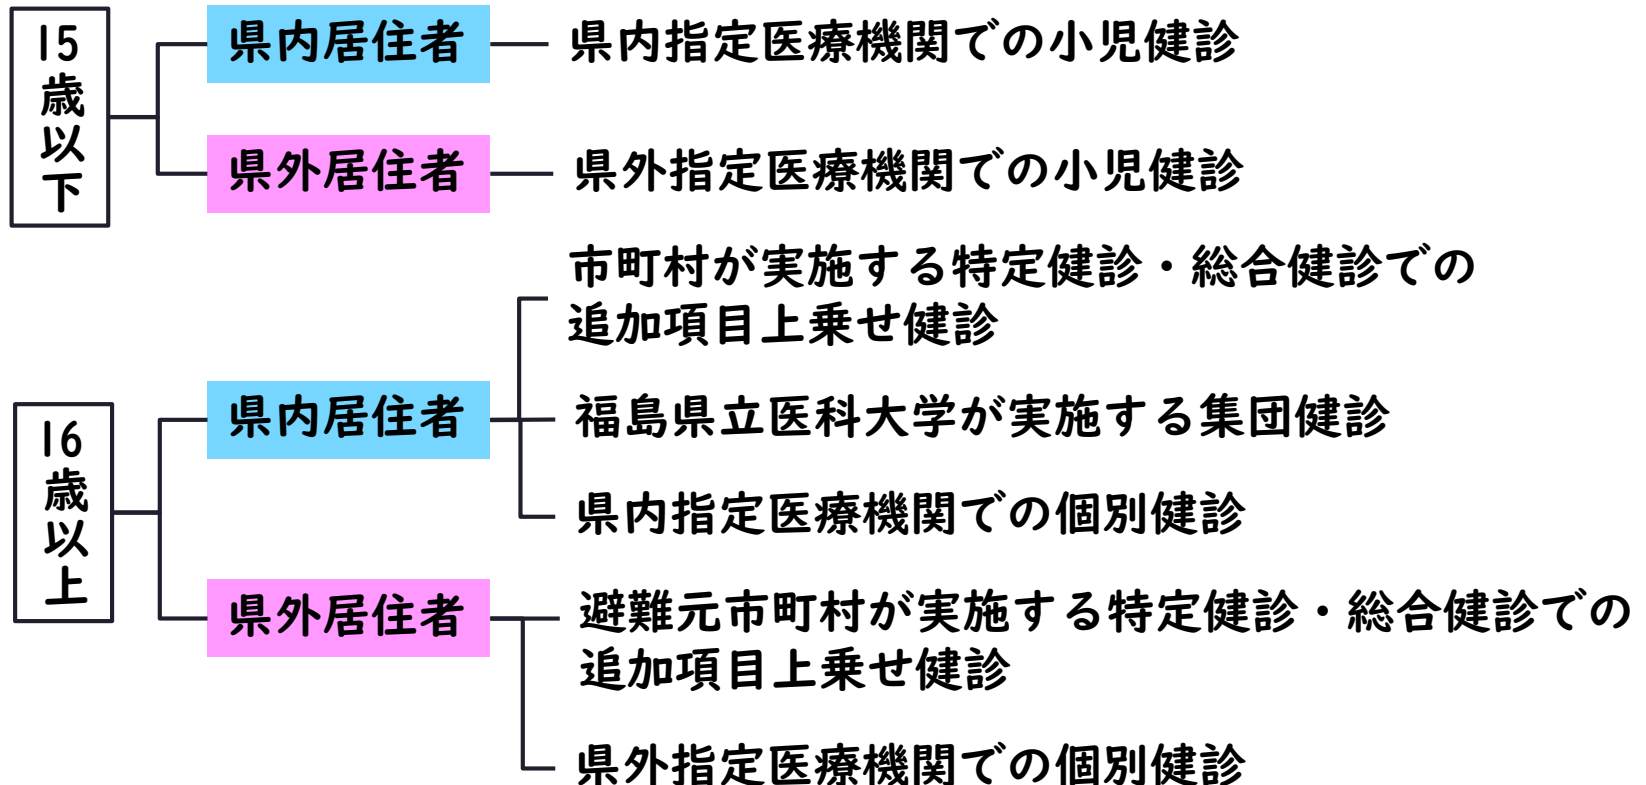 15歳以下
県内居住者
県内指定医療機関での小児健診
県外居住者
県外指定医療機関での小児健診
16歳以上
県内居住者
市町村が実施する特定健診・総合健診での
追加項目上乗せ健診
福島県立医科大学が実施する集団健診
県内指定医療機関での個別健診
県外居住者
避難元市町村が実施する特定健診・総合健診での
追加項目上乗せ健診
県外指定医療機関での個別健診